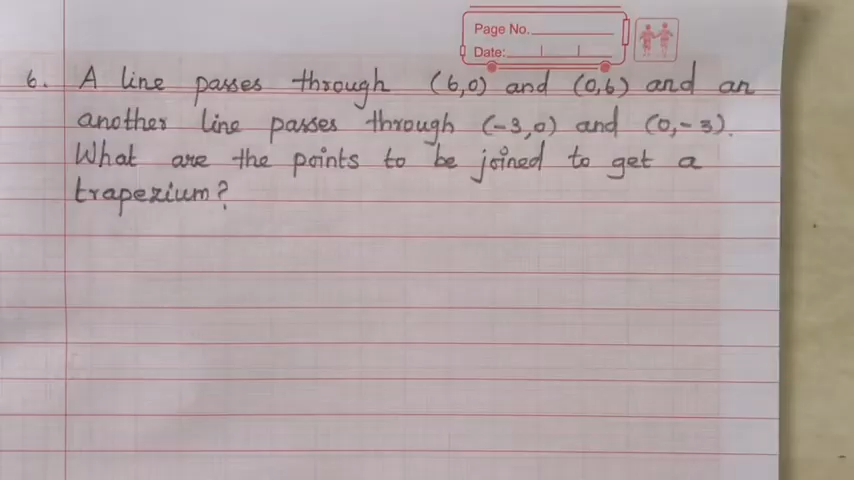 Page No.
Date:
6. A line passes through (6,0) and (0,6) and an
another line passes through (-3,0) and (0,-3).
What are the points to be joined to get a
trapezium?